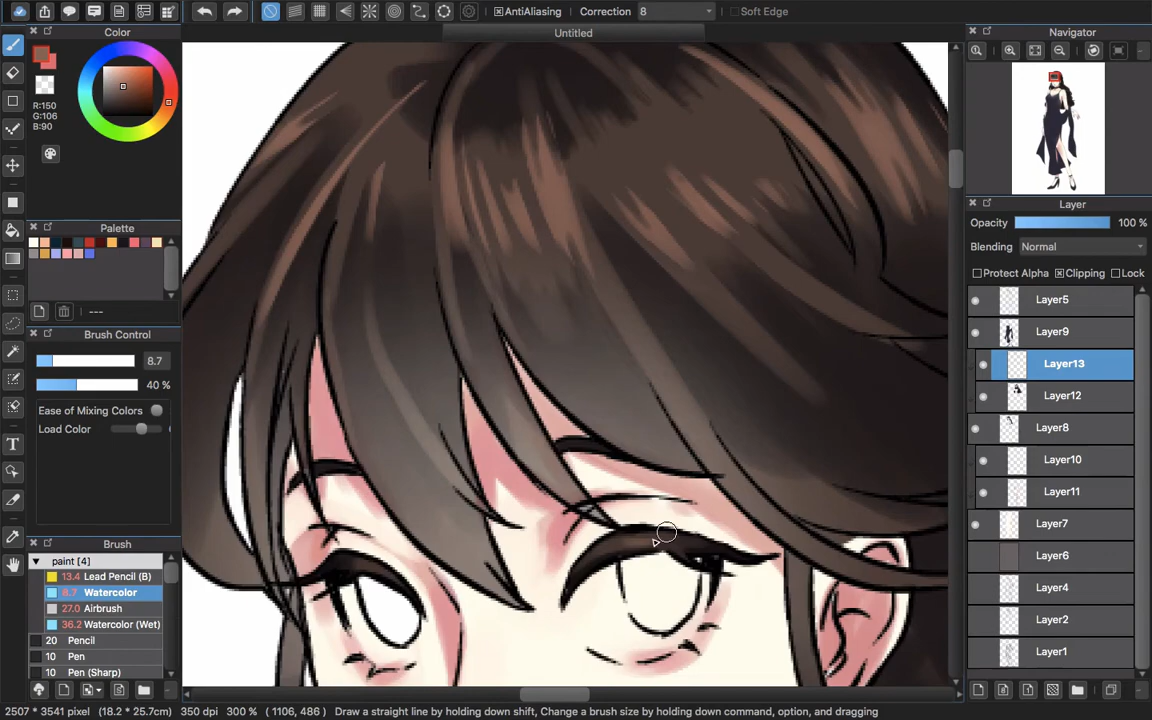 AntiAliasing Correction 8 Soft Edge
Color
Untitled
Navigator
R:150
G:106
B:90
Palette
---
Brush Control
8.7
40 %
Ease of Mixing Colors
Load Color
Brush
paint [4]
13.4 Lead Pencil (B)
8.7 Watercolor
27.0 Airbrush
36.2 Watercolor (Wet)
20 Pencil
10 Pen
10 Pen (Sharp)
Layer
Opacity 100 %
Blending Normal
Protect Alpha Clipping Lock
Layer5
Layer9
Layer13
Layer12
Layer8
Layer10
Layer11
Layer7
Layer6
Layer4
Layer2
Layer1
2507 * 3541 pixel (18.2 * 25.7cm) 350 dpi 300 % ( 1106, 486 ) Draw a straight line by holding down shift, Change a brush size by holding down command, option, and dragging